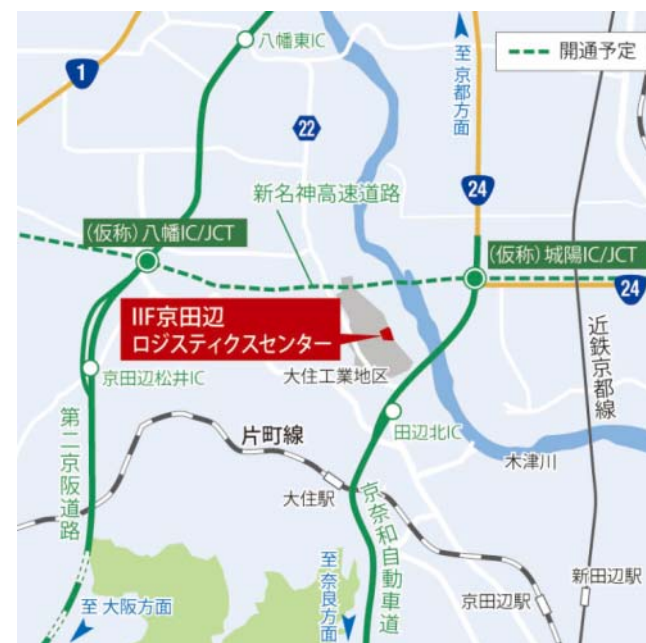 八幡東IC
至 京都方面
開通予定
1
22
新名神高速道路
24
(仮称)八幡IC/JCT
(仮称)城陽IC/JCT
24
IIF京田辺
ロジスティクスセンター
近鉄京都線
京田辺松井IC
大住工業地区
田辺北IC
第二京阪道路
片町線
木津川
大住駅
京奈和自動車道
至 奈良方面
新田辺駅
京田辺駅
至 大阪方面